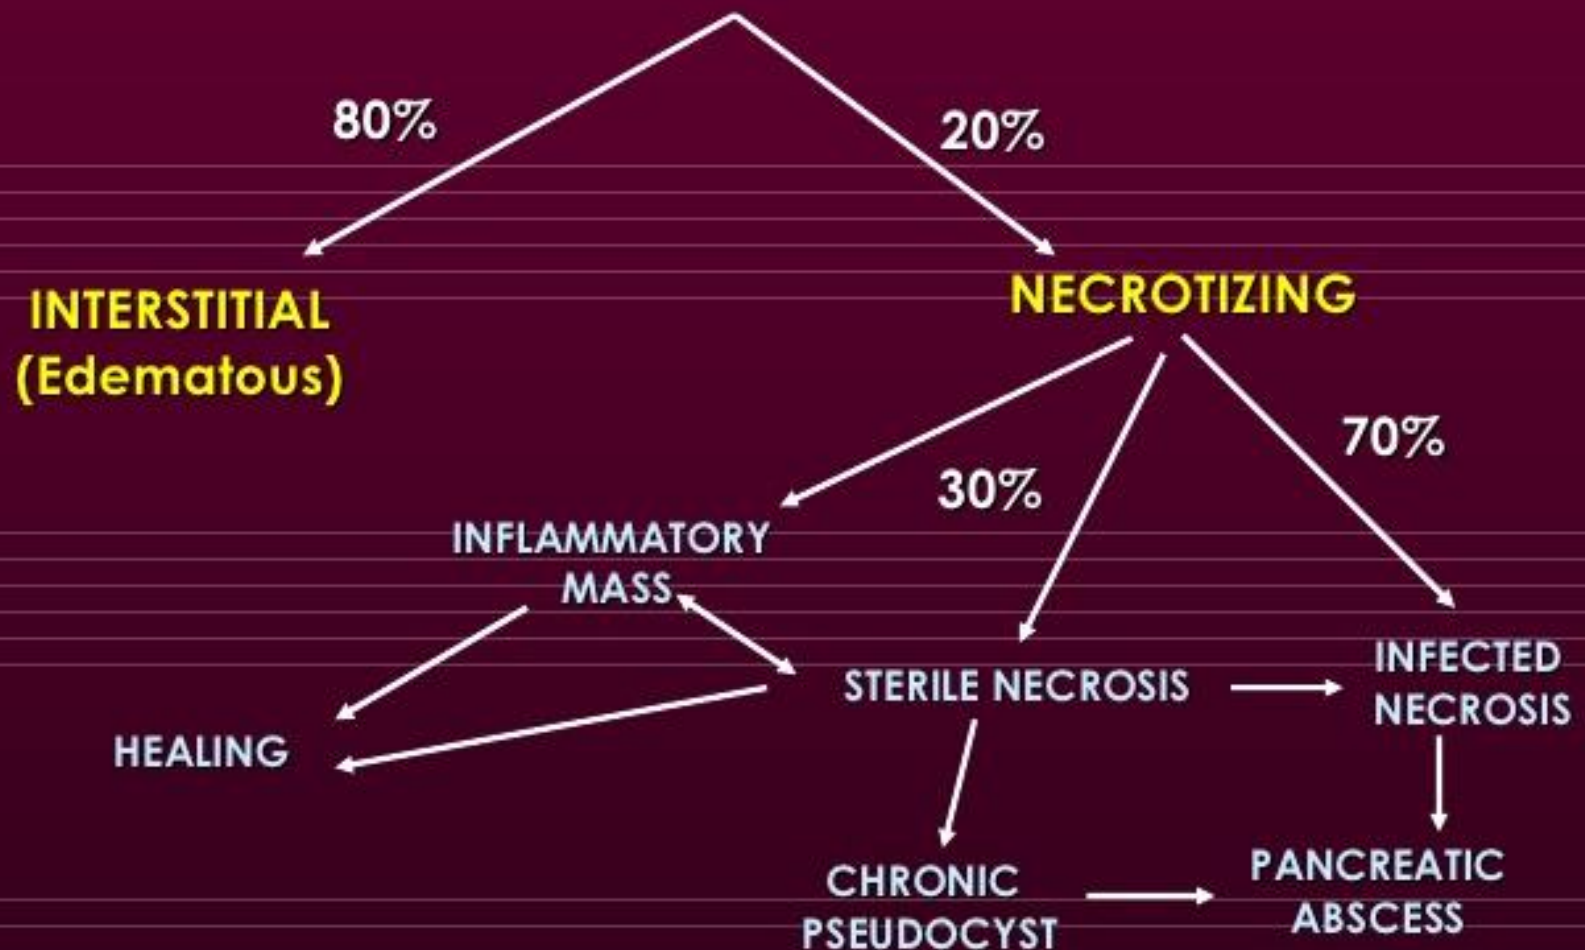 80%
20%
INTERSTITIAL
(Edematous)
NECROTIZING
70%
30%
INFLAMMATORY
MASS
STERILE NECROSIS
INFECTED
NECROSIS
HEALING
CHRONIC
PSEUDOCYST
PANCREATIC
ABSCESS